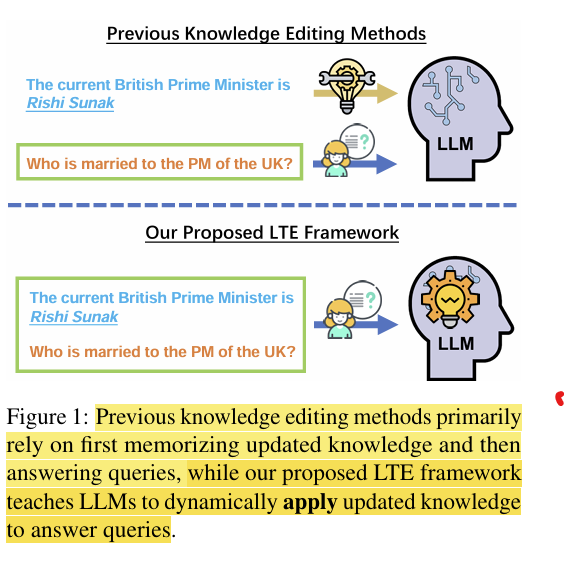 Previous Knowledge Editing Methods
The current British Prime Minister is
Rishi Sunak
Who is married to the PM of the UK?
LLM
Our Proposed LTE Framework
The current British Prime Minister is
Rishi Sunak
Who is married to the PM of the UK?
LLM
Figure 1: Previous knowledge editing methods primarily
rely on first memorizing updated knowledge and then
answering queries, while our proposed LTE framework
teaches LLMs to dynamically apply updated knowledge
to answer queries.